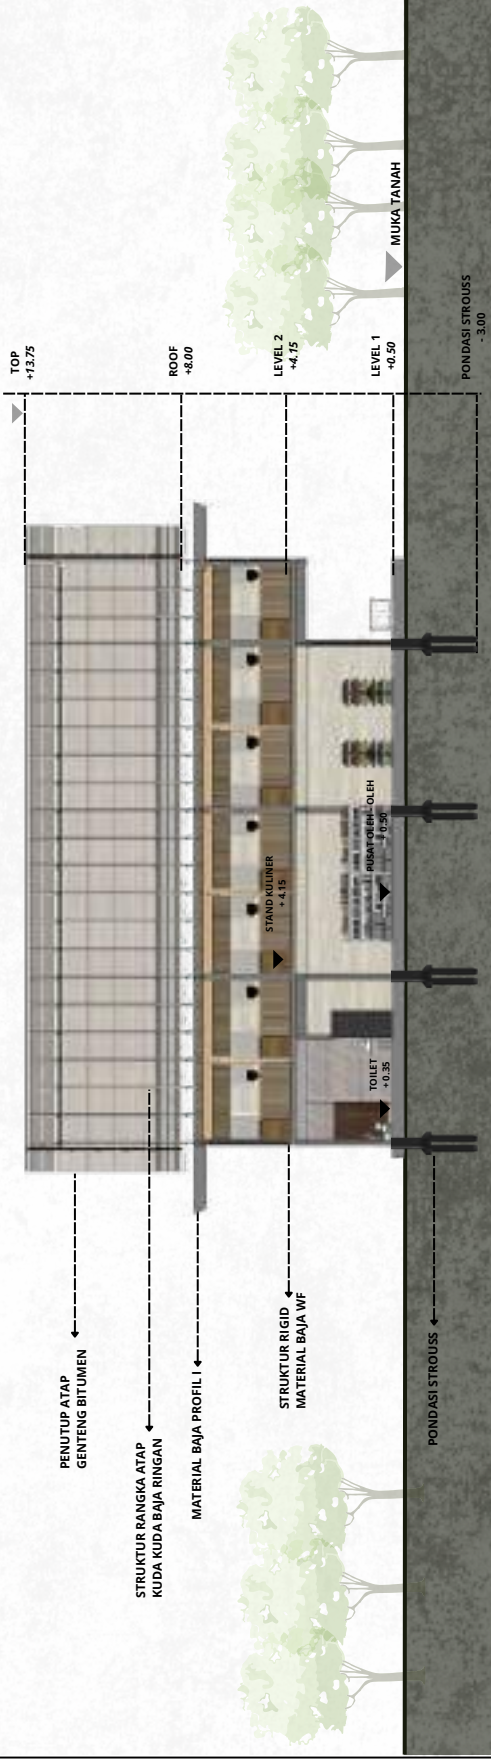 PENUTUP ATAP
GENTENG BITUMEN
STRUKTUR RANGKA ATAP
KUDA KUDA BAJA RINGAN
MATERIAL BAJA PROFIL I
STRUKTUR RIGID
MATERIAL BAJA WF
PONDASI STROUSS
TOILET
+ 0.35
STAND KULINER
+ 4.15
PUSAT OLEH - OLEH
+ 0.50
TOP
+13.75
ROOF
+8.00
LEVEL 2
+4.15
LEVEL 1
+0.50
PONDASI STROUSS
- 3.00
MUKA TANAH